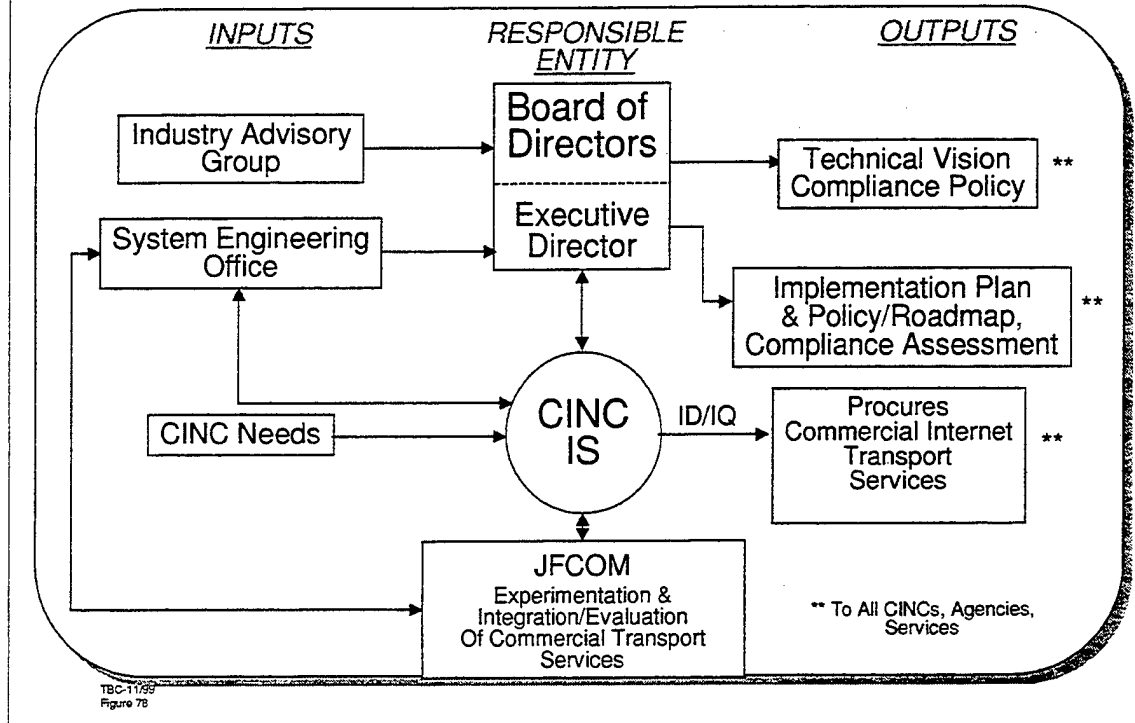 INPUTS
RESPONSIBLE
ENTITY
OUTPUTS
Industry Advisory
Group
Board of
Directors
Technical Vision
Compliance Policy
**
System Engineering
Office
Executive
Director
Implementation Plan
& Policy/Roadmap,
Compliance Assessment
**
CINC Needs
CINC
IS
ID/IQ
Procures
Commercial Internet
Transport
Services
**
JFCOM
Experimentation &
Integration/Evaluation
Of Commercial Transport
Services
** To All CINCs, Agencies,
Services
TBC-11/99
Figure 78